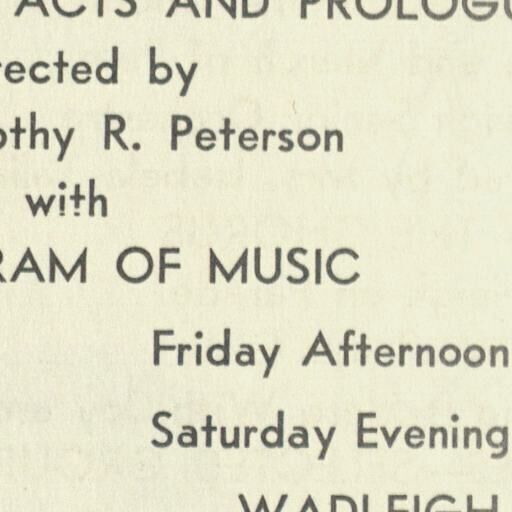 ACTS AND PROLOGU
rected by
othy R. Peterson
with
RAM OF MUSIC
Friday Afternoon
Saturday Evening
WADLEIGH